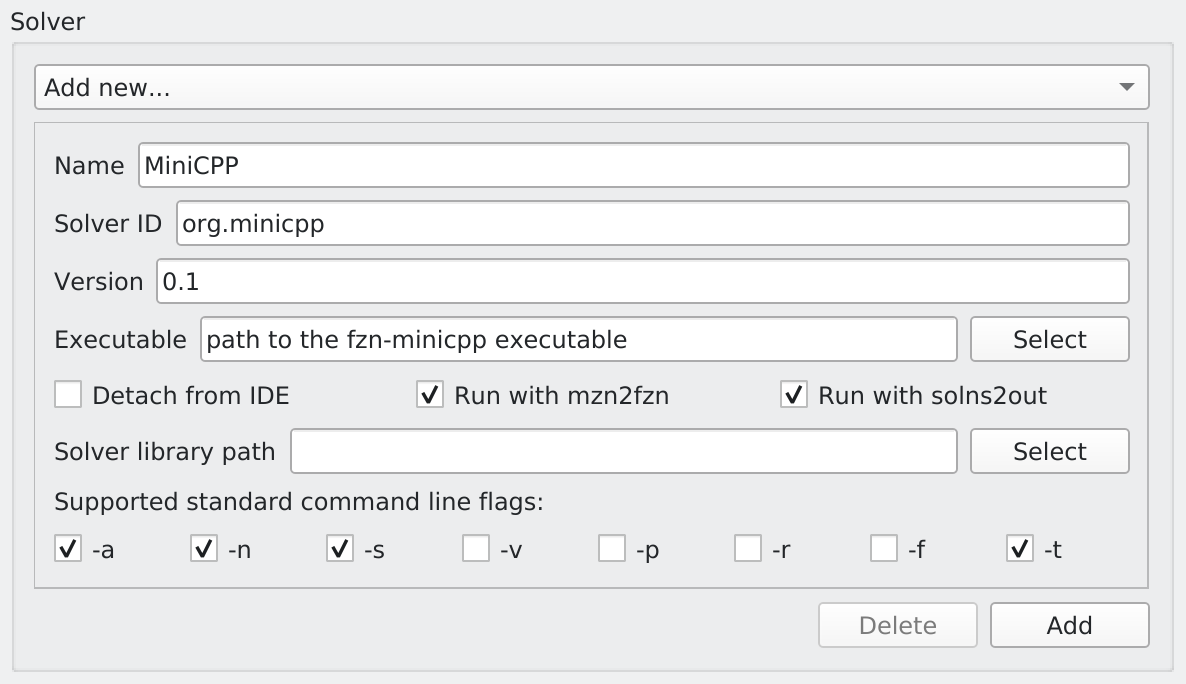 Solver
Add new...
Name MiniCPP
Solver ID org.minicpp
Version 0.1
Executable path to the fzn-minicpp executable Select
Detach from IDE Run with mzn2fzn Run with solns2out
Solver library path Select
Supported standard command line flags:
-a -n -s -v -p -r -f -t
Delete Add